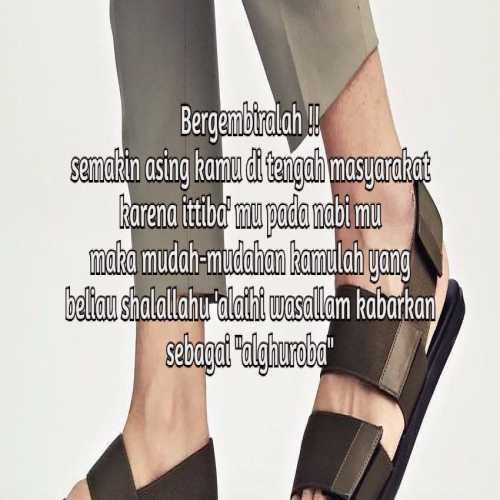 Bergembiralah !!
semakin asing kamu di tengah masyarakat
karena ittiba' mu pada nabi mu
maka mudah-mudahan kamulah yang
beliau shalallahu 'alaihi wasallam kabarkan
sebagai "alghuroba"